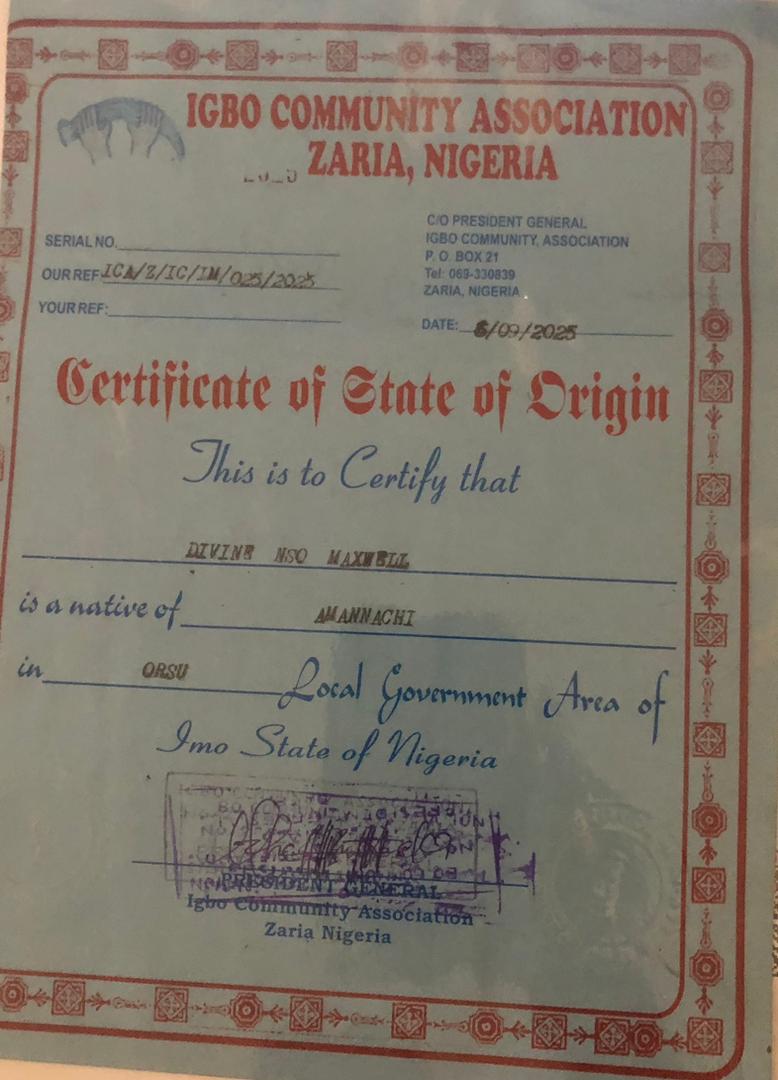 IGBO COMMUNITY ASSOCIATION
ZARIA, NIGERIA
C/O PRESIDENT GENERAL
IGBO COMMUNITY, ASSOCIATION
P. O. BOX 21
Tel: 069-330839
ZARIA, NIGERIA
SERIAL NO.
OUR REF: ICA/Z/IC/IM/025/2025
YOUR REF:
DATE: 6/09/2025
Certificate of State of Origin
This is to Certify that
DIVINE NSO MAXWELL
is a native of AMANNACHI
in ORSU Local Government Area of
Imo State of Nigeria
PRESIDENT GENERAL
Igbo Community Association
Zaria Nigeria